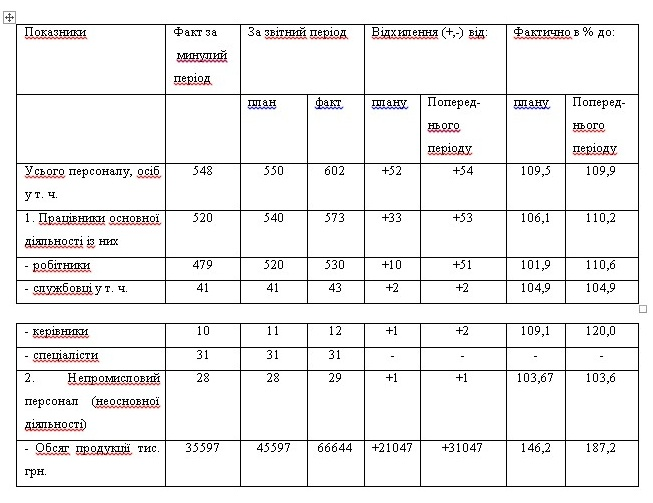 Показники Факт за За звітний період Відхилення (+,-) від: Фактично в % до:
минулий
період
план факт плану Поперед- плану Поперед-
нього нього
періоду періоду
Усього персоналу, осіб 548 550 602 +52 +54 109,5 109,9
у т. ч.
1. Працівники основної 520 540 573 +33 +53 106,1 110,2
діяльності із них
- робітники 479 520 530 +10 +51 101,9 110,6
- службовці у т. ч. 41 41 43 +2 +2 104,9 104,9
- керівники 10 11 12 +1 +2 109,1 120,0
- спеціалісти 31 31 31 - - - -
2. Непромисловий 28 28 29 +1 +1 103,67 103,6
персонал (неосновної
діяльності)
- Обсяг продукції тис. 35597 45597 66644 +21047 +31047 146,2 187,2
грн.